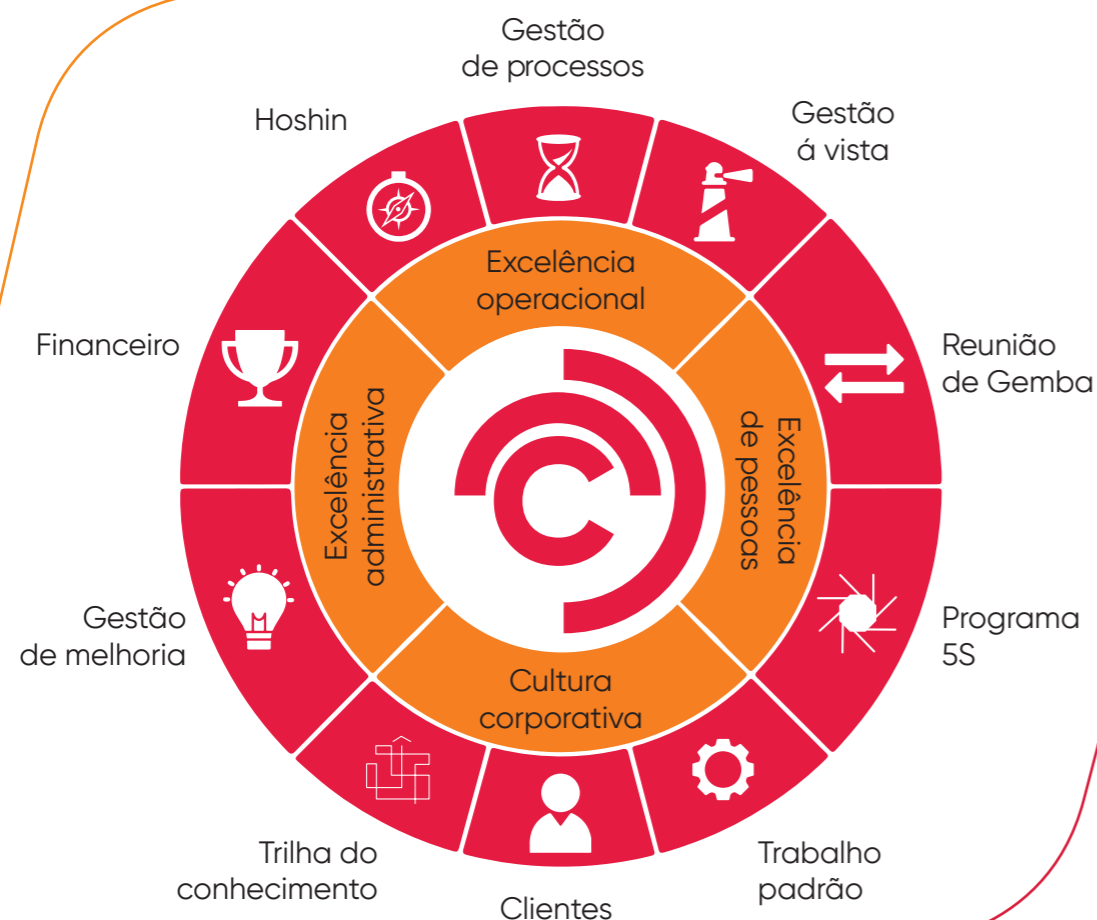 Gestão
de processos
Gestão
á vista
Reunião
de Gemba
Programa
5S
Trabalho
padrão
Clientes
Trilha do
conhecimento
Gestão
de melhoria
Financeiro
Hoshin
Excelência
operacional
Excelência
de pessoas
Cultura
corporativa
Excelência
administrativa